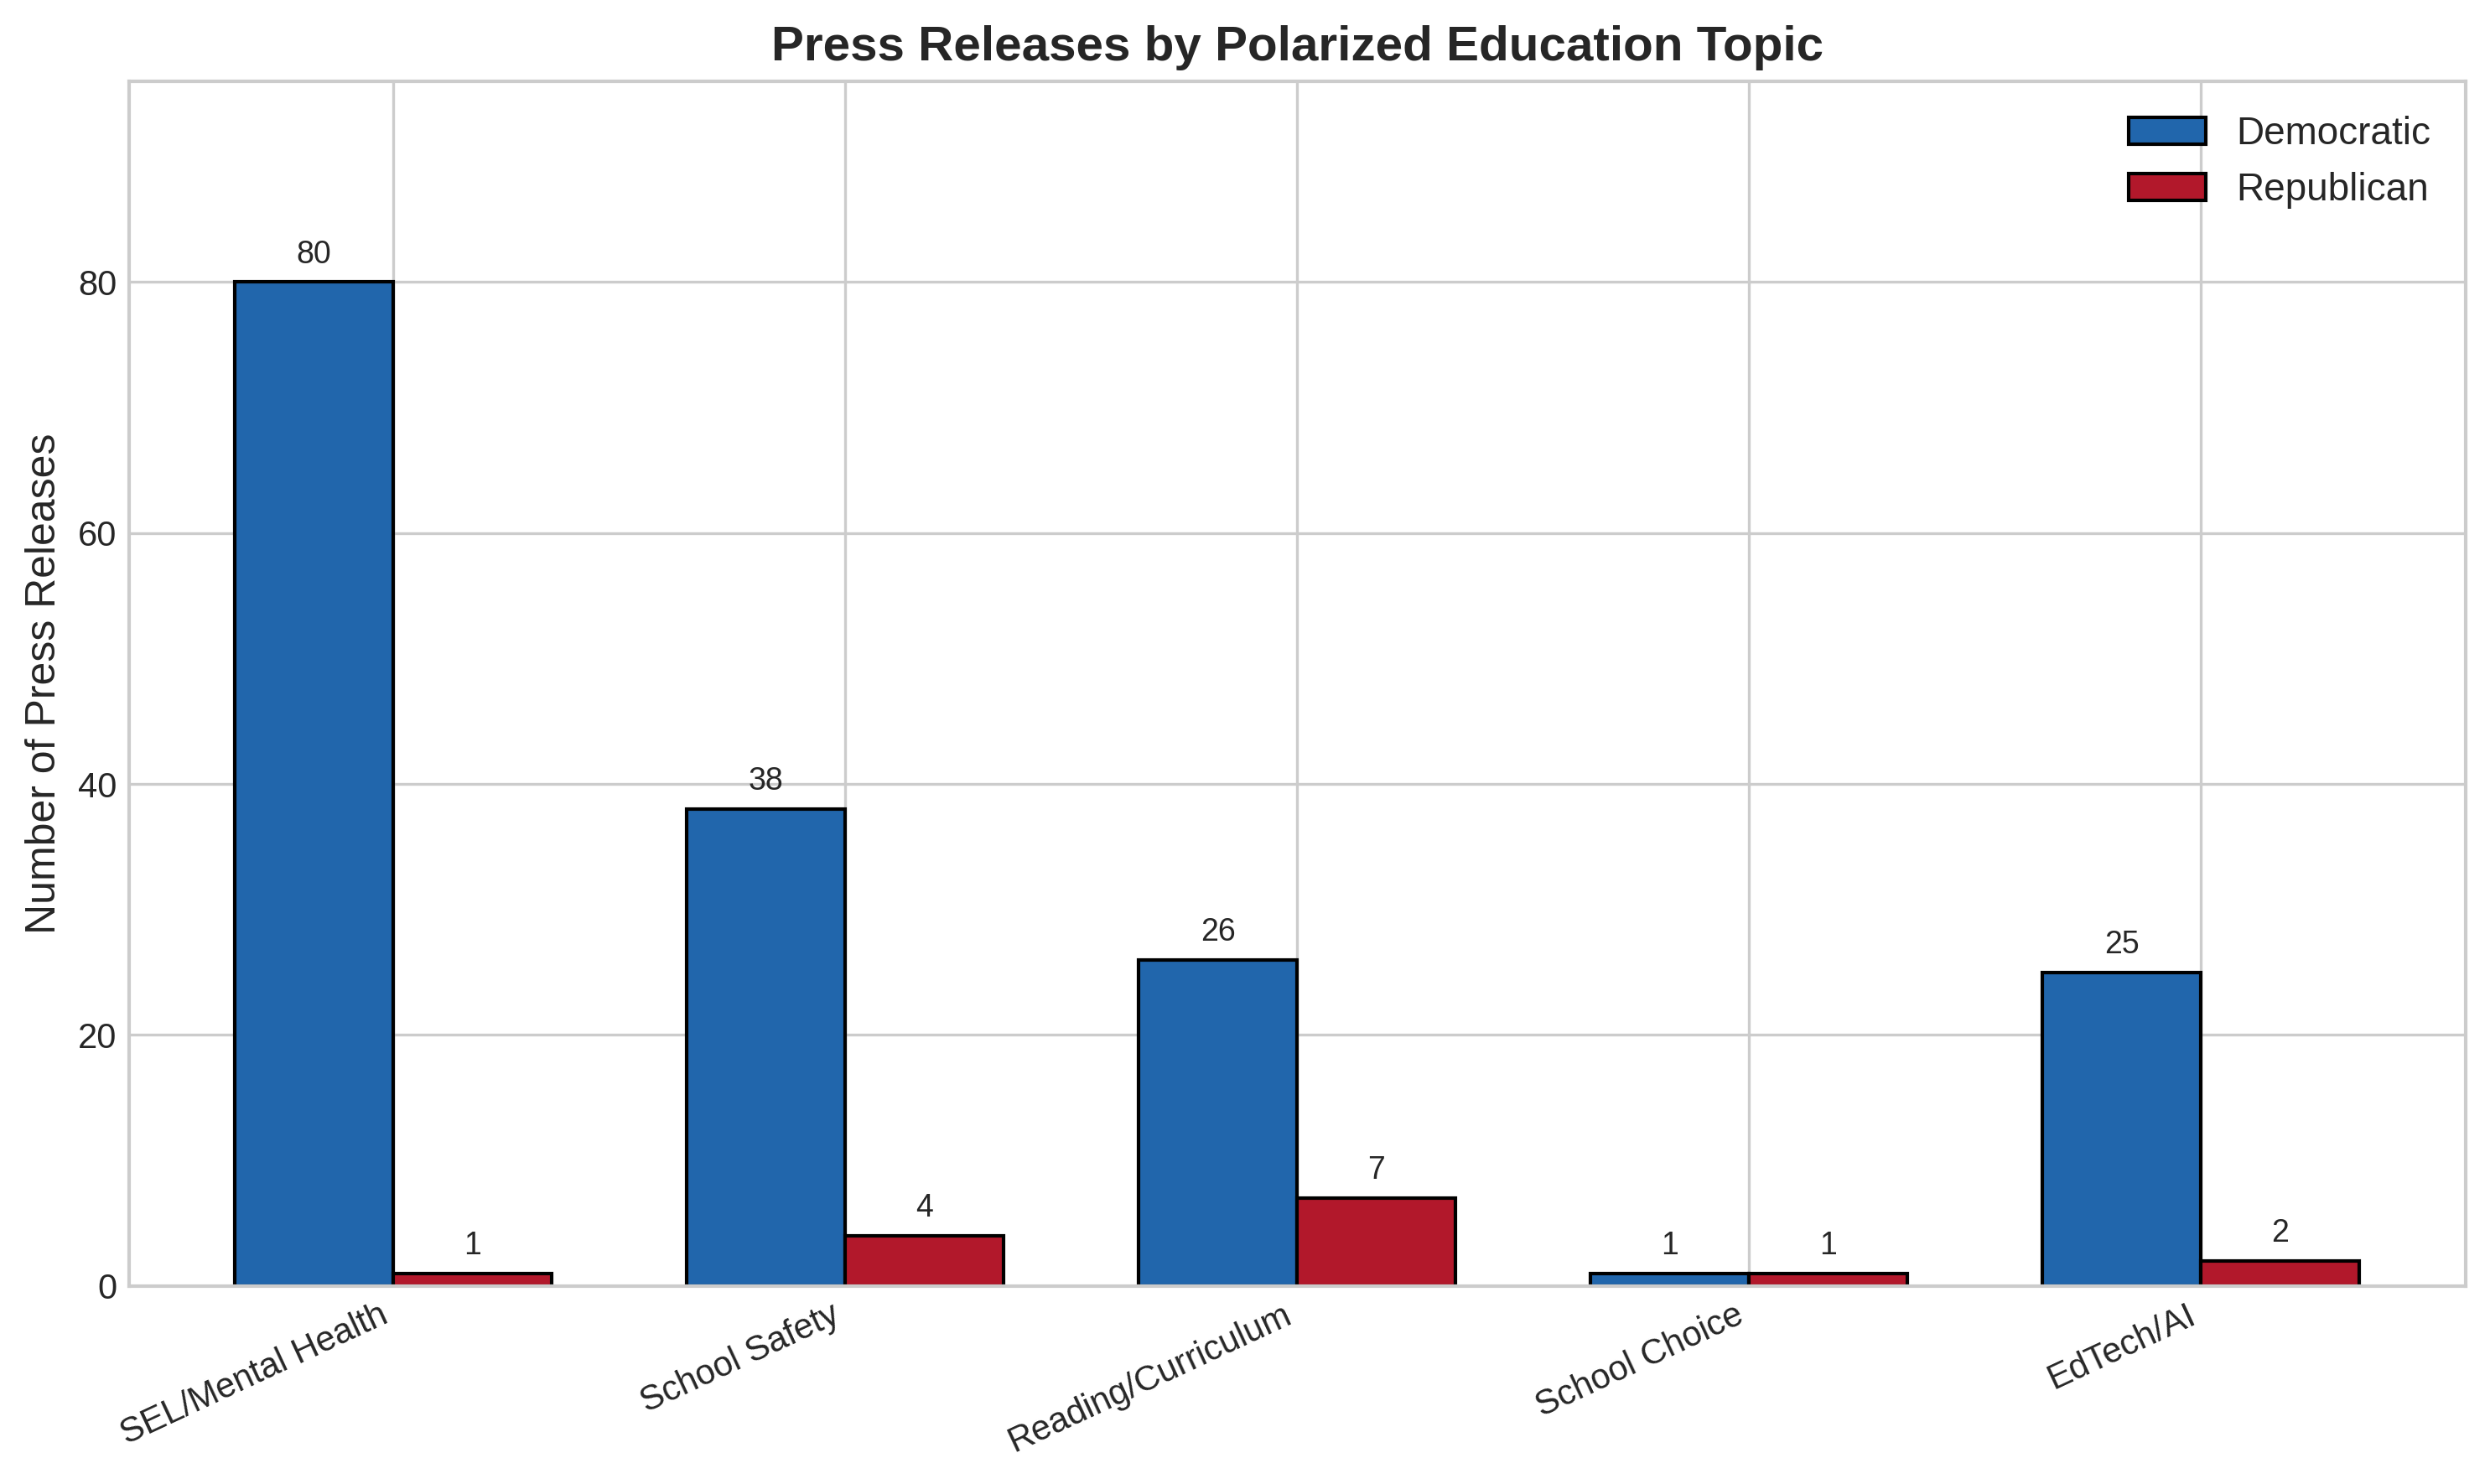 Press Releases by Polarized Education Topic
Democratic
Republican
Number of Press Releases
80
60
40
20
0
80
1
38
4
26
7
1
1
25
2
SEL/Mental Health
School Safety
Reading/Curriculum
School Choice
EdTech/AI